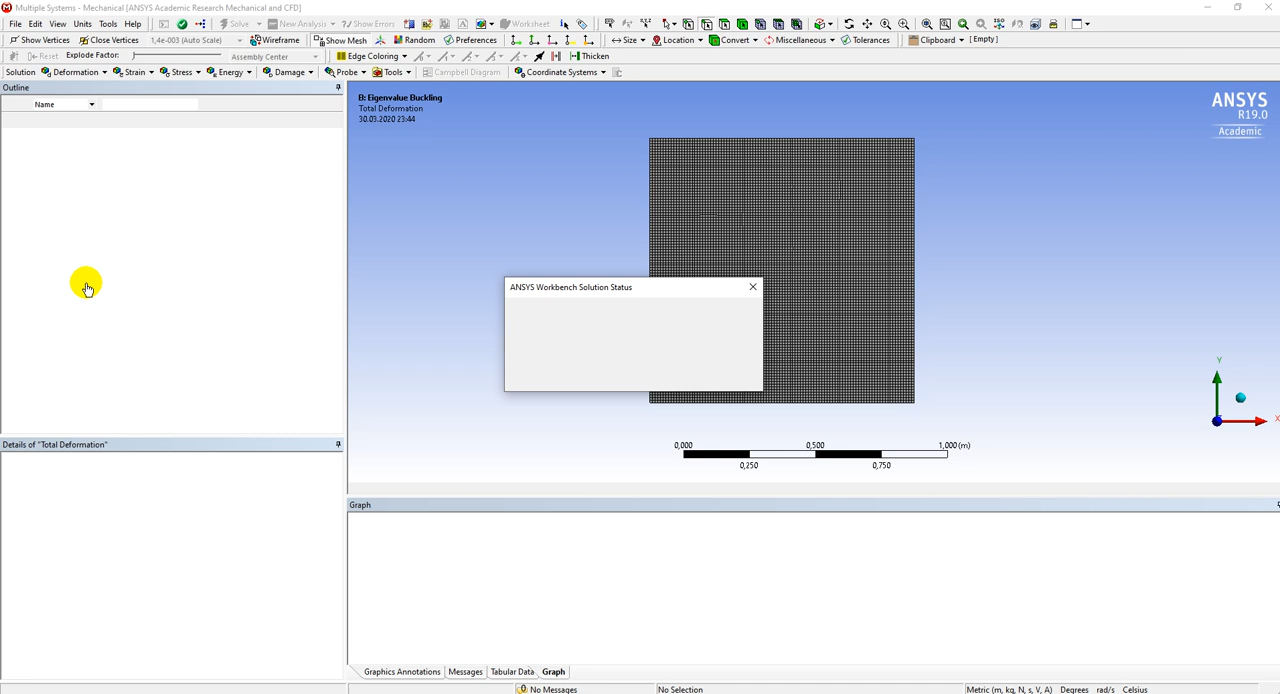 Multiple Systems - Mechanical [ANSYS Academic Research Mechanical and CFD]
File Edit View Units Tools Help Solve New Analysis Show Errors Worksheet
Show Vertices Close Vertices 1,4e-003 (Auto Scale) Wireframe Show Mesh Random Preferences Size Location Convert Miscellaneous Tolerances Clipboard [Empty]
Reset Explode Factor: Assembly Center Edge Coloring Thicken
Solution Deformation Strain Stress Energy Damage Probe Tools Campbell Diagram Coordinate Systems
Outline
Name
B: Eigenvalue Buckling
Total Deformation
30.03.2020 23:44
ANSYS
R19.0
Academic
ANSYS Workbench Solution Status
Y
X
0,000 0,500 1,000 (m)
0,250 0,750
Details of "Total Deformation"
Graph
Graphics Annotations Messages Tabular Data Graph
No Messages No Selection Metric (m, kg, N, s, V, A) Degrees rad/s Celsius